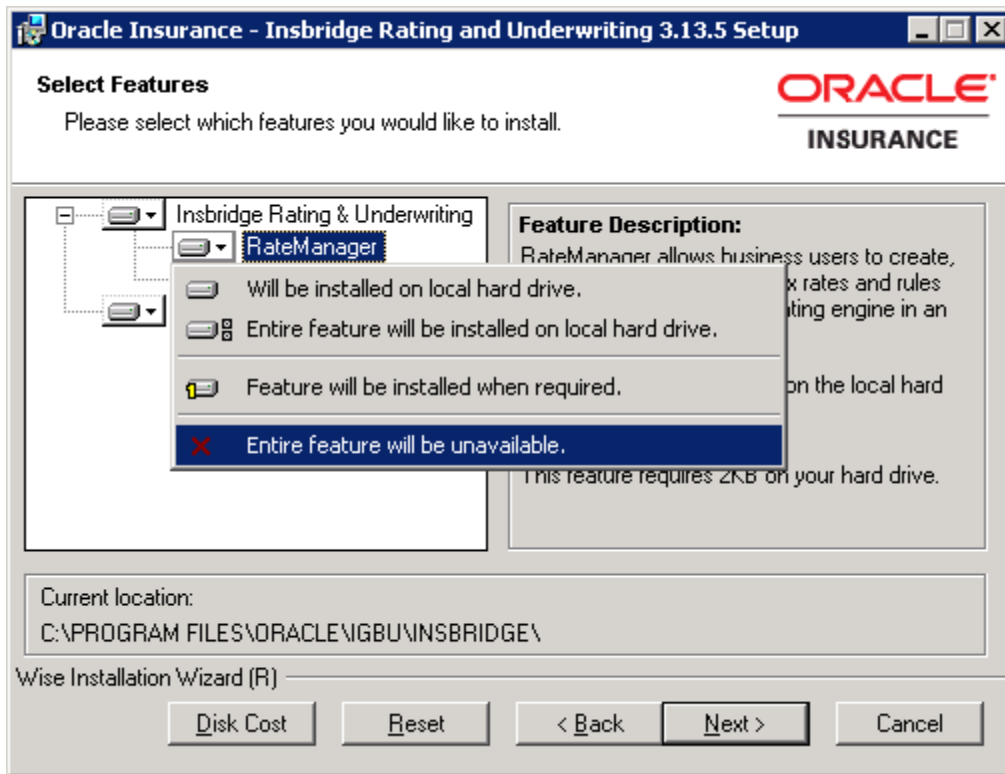 Oracle Insurance - Insbridge Rating and Underwriting 3.13.5 Setup
Select Features
Please select which features you would like to install.
ORACLE
INSURANCE
Insbridge Rating & Underwriting
RateManager
Feature Description:
RateManager allows business users to create,
x rates and rules
ting engine in an
on the local hard
This feature requires 2KB on your hard drive.
Will be installed on local hard drive.
Entire feature will be installed on local hard drive.
Feature will be installed when required.
Entire feature will be unavailable.
Current location:
C:\PROGRAM FILES\ORACLE\IGBU\INSBRIDGE\
Wise Installation Wizard (R)
Disk Cost
Reset
< Back
Next >
Cancel